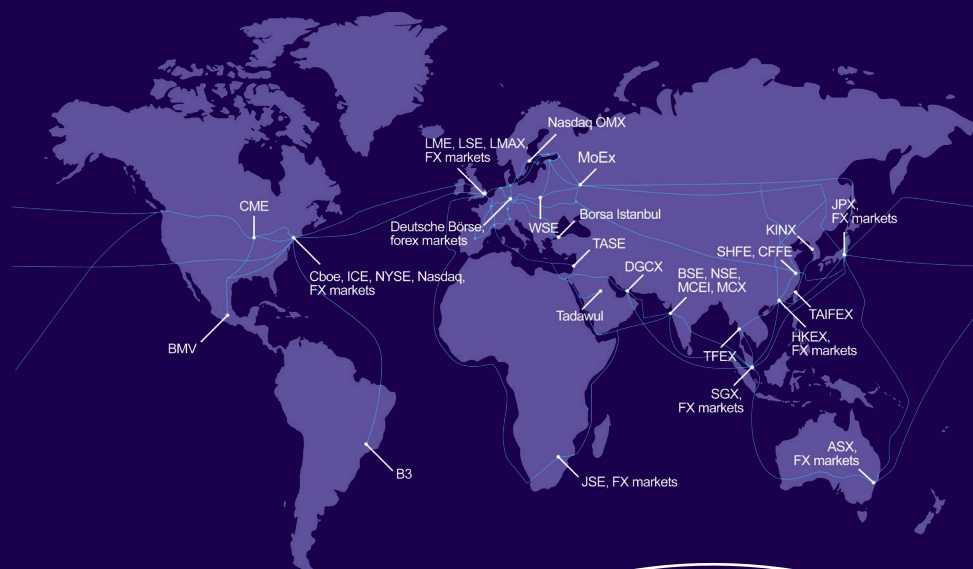 Nasdaq OMX
LME, LSE, LMAX,
FX markets
MoEx
CME
JPX,
FX markets
Deutsche Börse,
forex markets
WSE
Borsa Istanbul
KINX
TASE
SHFE, CFFE
Cboe, ICE, NYSE, Nasdaq,
FX markets
DGCX
BSE, NSE,
MCEI, MCX
Tadawul
TAIFEX
BMV
HKEX,
FX markets
TFEX
SGX,
FX markets
ASX,
FX markets
B3
JSE, FX markets